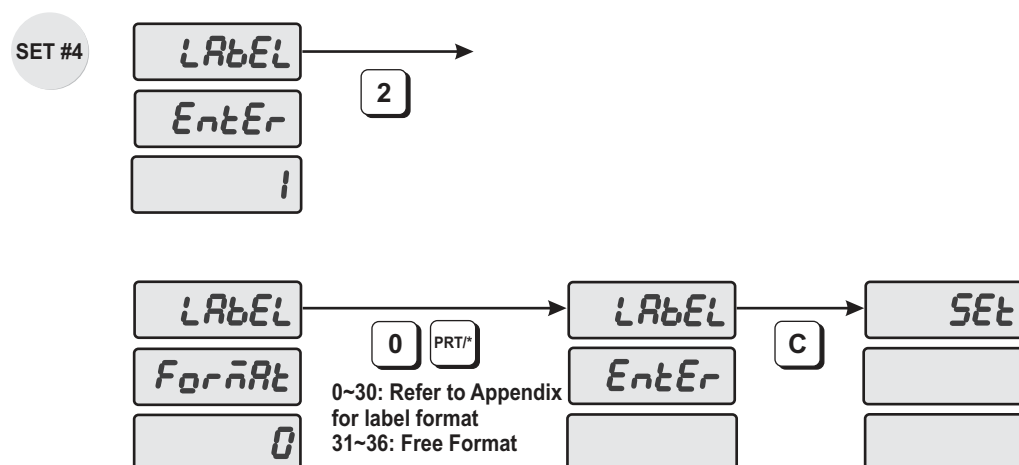 SET #4
LAbEL
2
EntEr
1
LAbEL
0 PRT/*
LAbEL
C
SEt
FormAt
EntEr
0~30: Refer to Appendix
for label format
31~36: Free Format
0